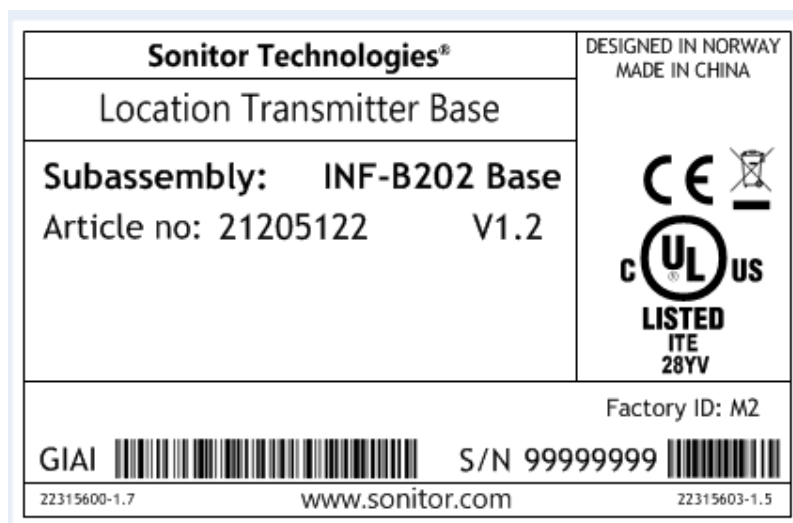 Sonitor Technologies®
DESIGNED IN NORWAY
MADE IN CHINA
Location Transmitter Base
Subassembly: INF-B202 Base
Article no: 21205122 V1.2
CE
C UL® US
LISTED
ITE
28YV
Factory ID: M2
GIAI S/N 99999999
22315600-1.7 www.sonitor.com 22315603-1.5